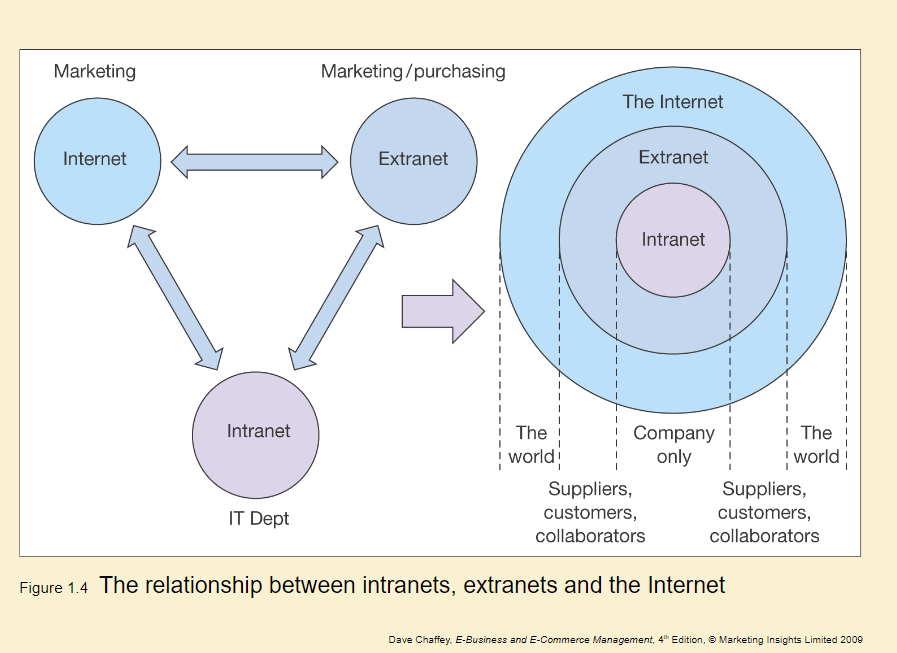 Marketing
Marketing/purchasing
Internet
Extranet
Intranet
IT Dept
The Internet
Extranet
Intranet
The
world
Company
only
The
world
Suppliers,
customers,
collaborators
Suppliers,
customers,
collaborators
Figure 1.4 The relationship between intranets, extranets and the Internet
Dave Chaffey, E-Business and E-Commerce Management, 4th Edition, © Marketing Insights Limited 2009